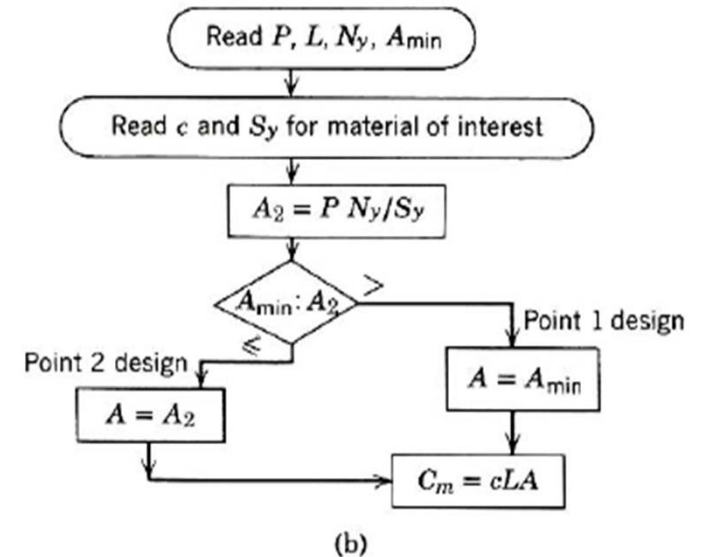 Read P, L, Ny, Amin
Read c and Sy for material of interest
A2 = P Ny/Sy
Amin : A2
>
Point 1 design
≤
Point 2 design
A = Amin
A = A2
Cm = cLA
(b)